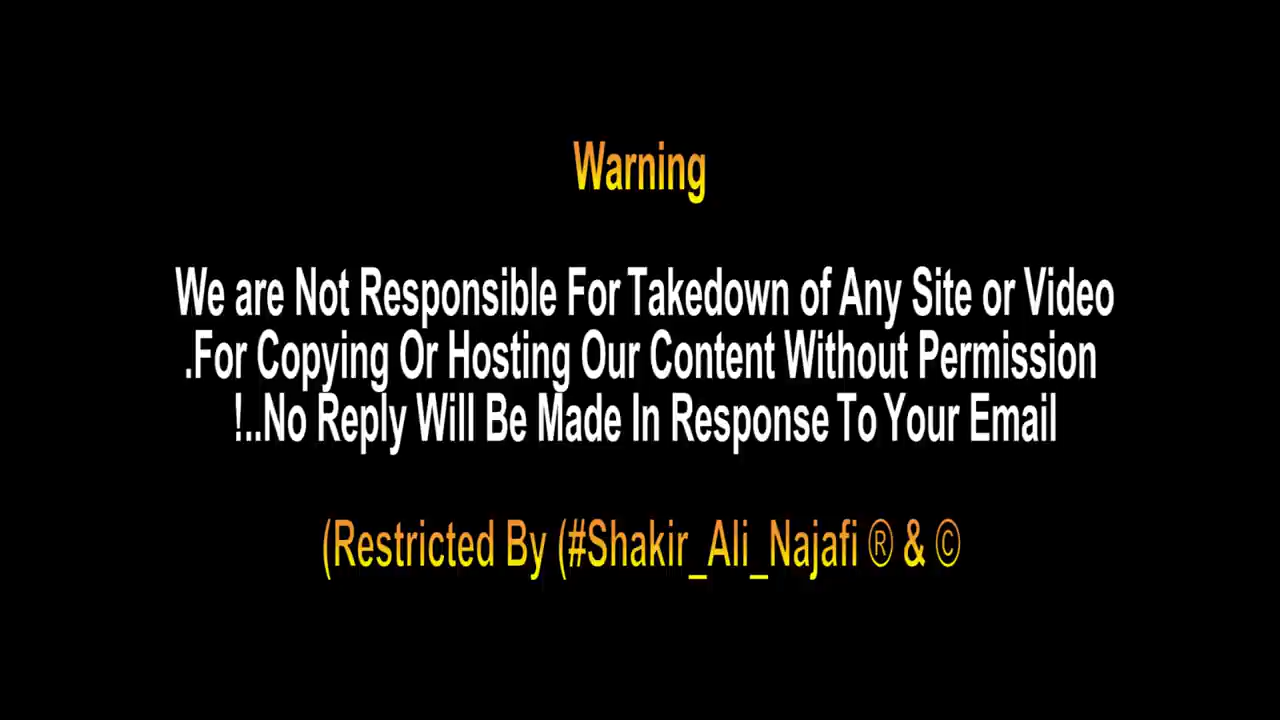 Warning
We are Not Responsible For Takedown of Any Site or Video
.For Copying Or Hosting Our Content Without Permission
!..No Reply Will Be Made In Response To Your Email
(Restricted By (#Shakir_Ali_Najafi ® & ©